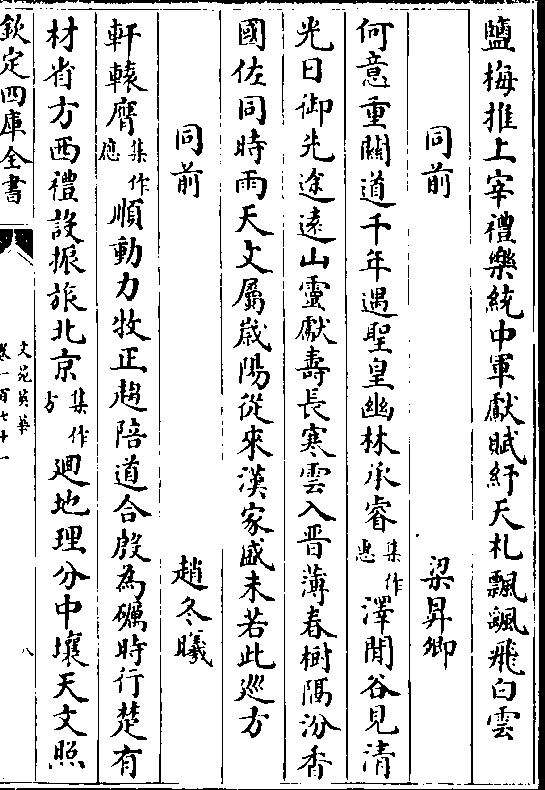 鹽梅推上宰禮樂統中軍獻賦紆天札飄颻飛白雲
同前 梁昇卿
何意重關道千年遇聖皇幽林承睿集作惠澤閒谷見清
光日御先途遠山靈獻壽長寒雲入晉薄春樹隔汾香
國佐同時雨天文屬歲陽從來漢家盛未若此巡方
同前 趙冬曦
軒轅膺集作應順動力牧正趨陪道合殷為礪時行楚有
材省方西禮設振旅北京集作方迴地理分中壤天文照
欽定四庫全書
文苑英華
卷一百七十一
八